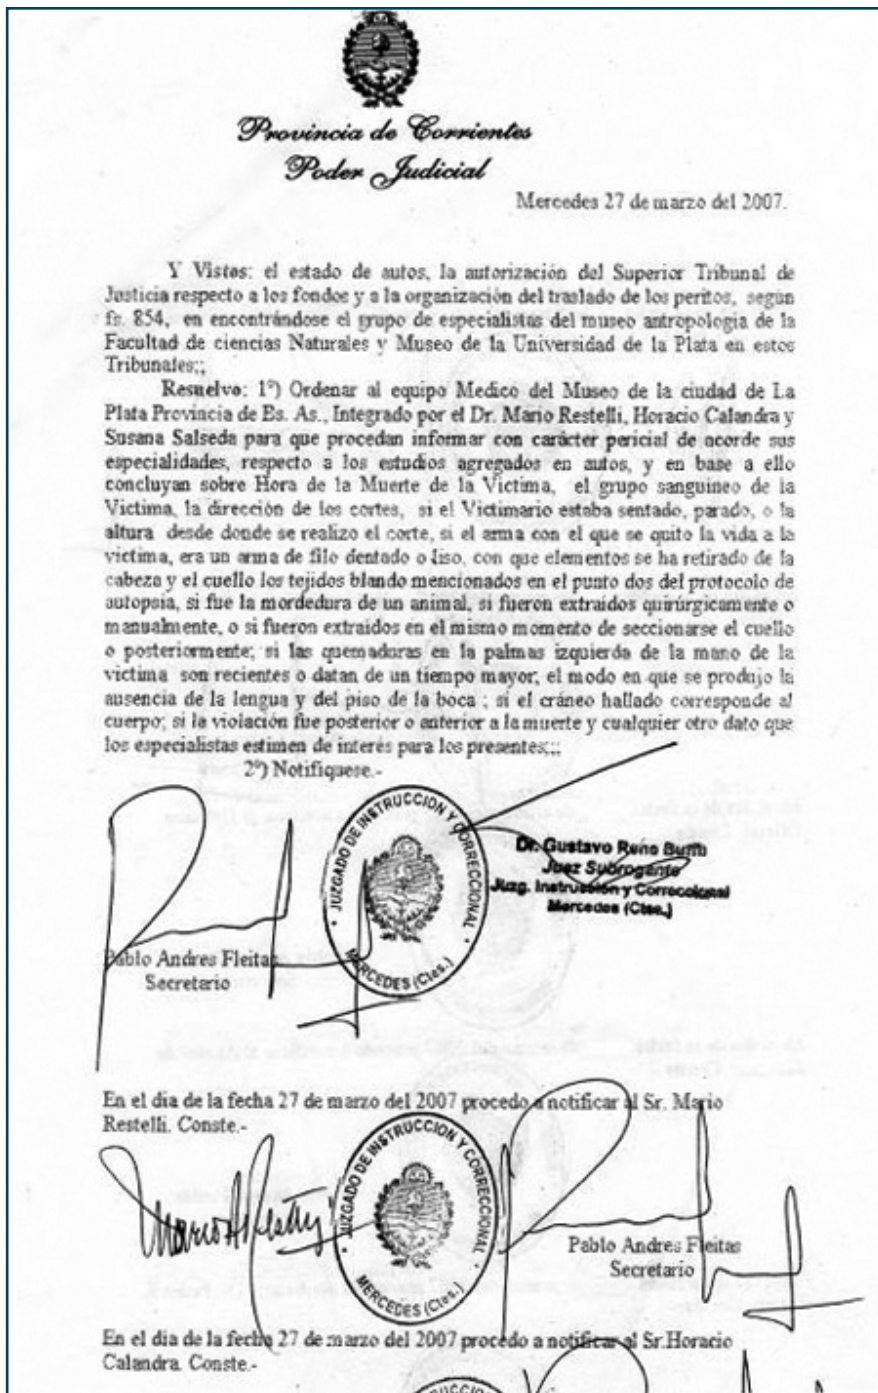 Provincia de Corrientes
Poder Judicial
Mercedes 27 de marzo del 2007.
Y Vistos: el estado de autos, la autorización del Superior Tribunal de
Justicia respecto a los fondos y a la organización del traslado de los peritos, según
fs. 854, en encontrándose el grupo de especialistas del museo antropologia de la
Facultad de ciencias Naturales y Museo de la Universidad de la Plata en estos
Tribunales;;
Resuelvo: 1º) Ordenar al equipo Medico del Museo de la ciudad de La
Plata Provincia de Bs. As., Integrado por el Dr. Mario Restelli, Horacio Calandra y
Susana Salseda para que procedan informar con carácter pericial de acorde sus
especialidades, respecto a los estudios agregados en autos, y en base a ello
concluyan sobre Hora de la Muerte de la Victima, el grupo sanguineo de la
Victima, la dirección de los cortes, si el Victimario estaba sentado, parado, o la
altura desde donde se realizo el corte, si el arma con el que se quito la vida a la
victima, era un arma de filo dentado o liso, con que elementos se ha retirado de la
cabeza y el cuello los tejidos blando mencionados en el punto dos del protocolo de
autopsia, si fue la mordedura de un animal, si fueron extraidos quirúrgicamente o
manualmente, o si fueron extraidos en el mismo momento de seccionarse el cuello
o posteriormente; si las quemaduras en la palmas izquierda de la mano de la
victima son recientes o datan de un tiempo mayor, el modo en que se produjo la
ausencia de la lengua y del piso de la boca ; si el cráneo hallado corresponde al
cuerpo; si la violación fue posterior o anterior a la muerte y cualquier otro dato que
los especialistas estimen de interés para los presentes;;;
2º) Notifiquese.-
JUZGADO DE INSTRUCCION Y CORRECCIONAL
MERCEDES (Ctes.)
Dr. Gustavo Rene Buffil
Juez Subrogante
Juzg. Instrucción y Correccional
Mercedes (Ctes.)
Pablo Andres Fleitas
Secretario
En el dia de la fecha 27 de marzo del 2007 procedo a notificar al Sr. Mario
Restelli. Conste.-
JUZGADO DE INSTRUCCION Y CORRECCIONAL
MERCEDES (Ctes.)
Pablo Andres Fleitas
Secretario
En el dia de la fecha 27 de marzo del 2007 procedo a notificar al Sr.Horacio
Calandra. Conste.-